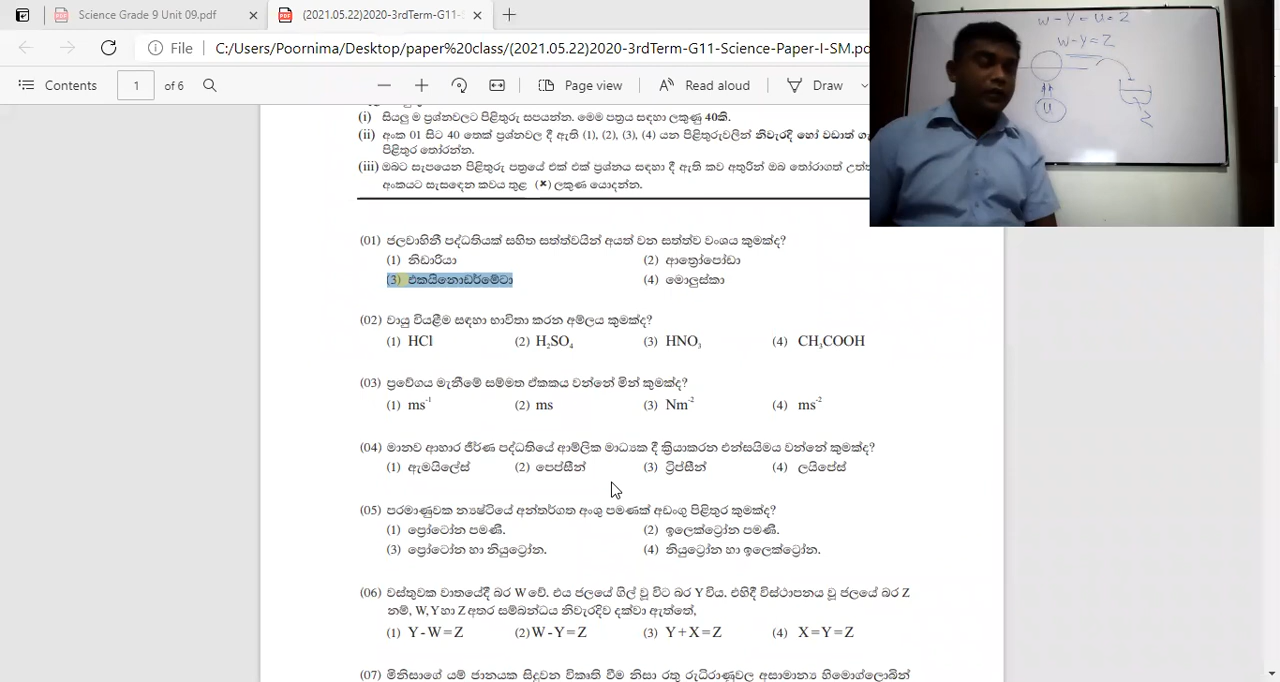 Science Grade 9 Unit 09.pdf
(2021.05.22)2020-3rdTerm-G11-S
File C:/Users/Poornima/Desktop/paper%20class/(2021.05.22)2020-3rdTerm-G11-Science-Paper-I-SM.pd
Contents 1 of 6 Page view Read aloud Draw
W - Y = U = Z
W - Y = Z
U
(i) සියලු ම ප්‍රශ්නවලට පිළිතුරු සපයන්න. මෙම පත්‍රය සඳහා ලකුණු 40කි.
(ii) අංක 01 සිට 40 තෙක් ප්‍රශ්නවල දී ඇති (1), (2), (3), (4) යන පිළිතුරුවලින් නිවැරදි හෝ වඩාත් ගැ
පිළිතුර තෝරන්න.
(iii) ඔබට සැපයෙන පිළිතුරු පත්‍රයේ එක් එක් ප්‍රශ්නය සඳහා දී ඇති කව අතුරින් ඔබ තෝරාගත් උත්ත
අංකයට සැසඳෙන කවය තුළ (×) ලකුණ යොදන්න.
(01) ජලවාහිනී පද්ධතියක් සහිත සත්ත්වයින් අයත් වන සත්ත්ව වංශය කුමක්ද?
(1) නිඩාරියා (2) ආත්‍රෝපෝඩා
(3) එකයිනොඩර්මේටා (4) මොලුස්කා
(02) වායු වියළීම සඳහා භාවිතා කරන අම්ලය කුමක්ද?
(1) HCl (2) H₂SO₄ (3) HNO₃ (4) CH₃COOH
(03) ප්‍රවේගය මැනීමේ සම්මත ඒකකය වන්නේ මින් කුමක්ද?
(1) ms⁻¹ (2) ms (3) Nm⁻² (4) ms⁻²
(04) මානව ආහාර ජීර්ණ පද්ධතියේ ආම්ලික මාධ්‍යක දී ක්‍රියාකරන එන්සයිමය වන්නේ කුමක්ද?
(1) ඇමයිලේස් (2) පෙප්සීන් (3) ට්‍රිප්සීන් (4) ලයිපේස්
(05) පරමාණුවක න්‍යෂ්ටියේ අන්තර්ගත අංශු පමණක් අඩංගු පිළිතුර කුමක්ද?
(1) ප්‍රෝටෝන පමණී. (2) ඉලෙක්ට්‍රෝන පමණී.
(3) ප්‍රෝටෝන හා නියුට්‍රෝන. (4) නියුට්‍රෝන හා ඉලෙක්ට්‍රෝන.
(06) වස්තුවක වාතයේදී බර W වේ. එය ජලයේ ගිල් වූ විට බර Y විය. එහිදී විස්ථාපනය වූ ජලයේ බර Z
නම්, W, Y හා Z අතර සම්බන්ධය නිවැරදිව දක්වා ඇත්තේ,
(1) Y - W = Z (2) W - Y = Z (3) Y + X = Z (4) X = Y = Z
(07) මිනිසාගේ යම් ජානයක සිදුවන විකෘති වීම නිසා රතු රුධිරාණුවල අසාමාන්‍ය හිමොග්ලොබින්